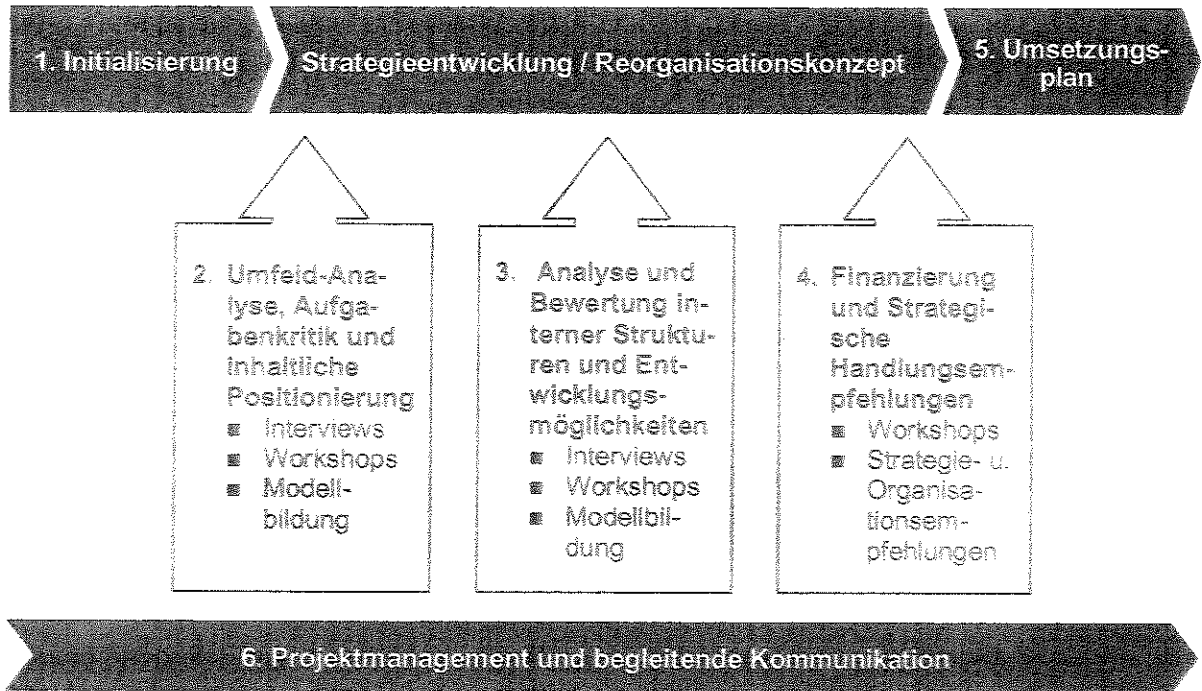 1. Initialisierung
Strategieentwicklung / Reorganisationskonzept
5. Umsetzungs-
plan
2. Umfeld-Ana-
lyse, Aufga-
benkritik und
inhaltliche
Positionierung
■ Interviews
■ Workshops
■ Modell-
bildung
3. Analyse und
Bewertung in-
terner Struktu-
ren und Ent-
wicklungs-
möglichkeiten
■ Interviews
■ Workshops
■ Modellbil-
dung
4. Finanzierung
und Strategi-
sche
Handlungsem-
pfehlungen
■ Workshops
■ Strategie- u.
Organisa-
tionsem-
pfehlungen
6. Projektmanagement und begleitende Kommunikation